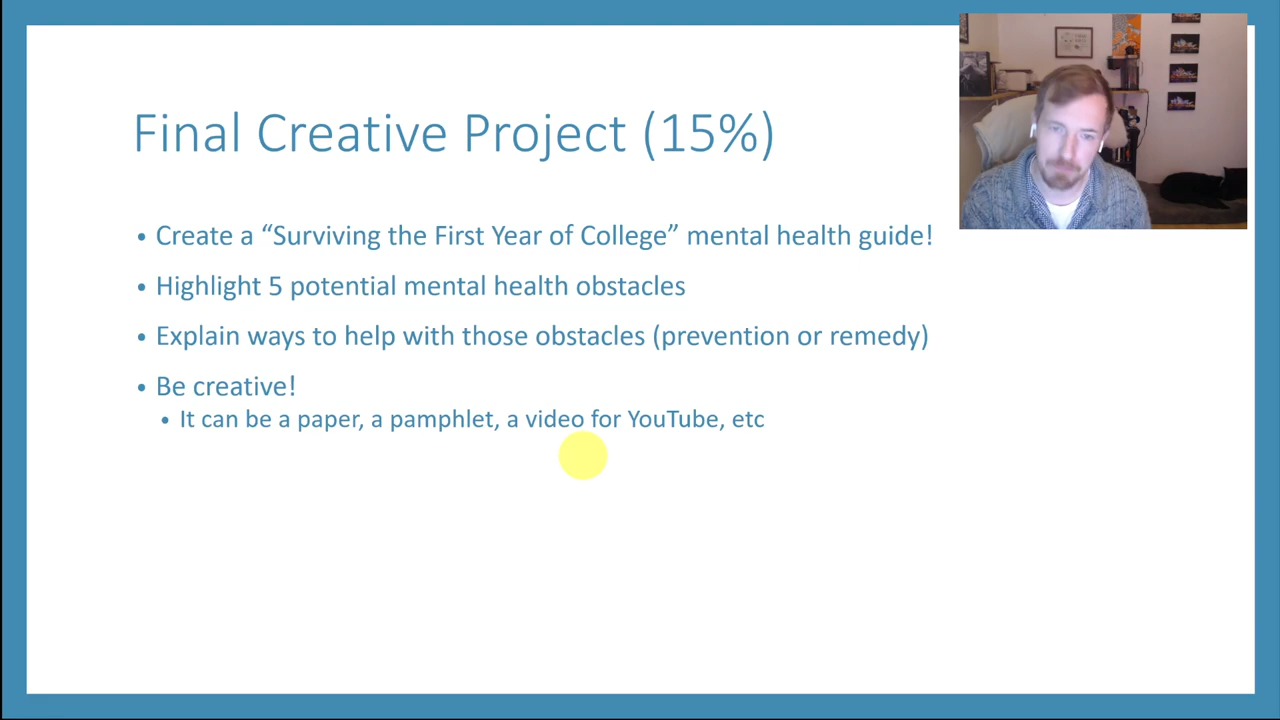 Final Creative Project (15%)
• Create a “Surviving the First Year of College” mental health guide!
• Highlight 5 potential mental health obstacles
• Explain ways to help with those obstacles (prevention or remedy)
• Be creative!
• It can be a paper, a pamphlet, a video for YouTube, etc